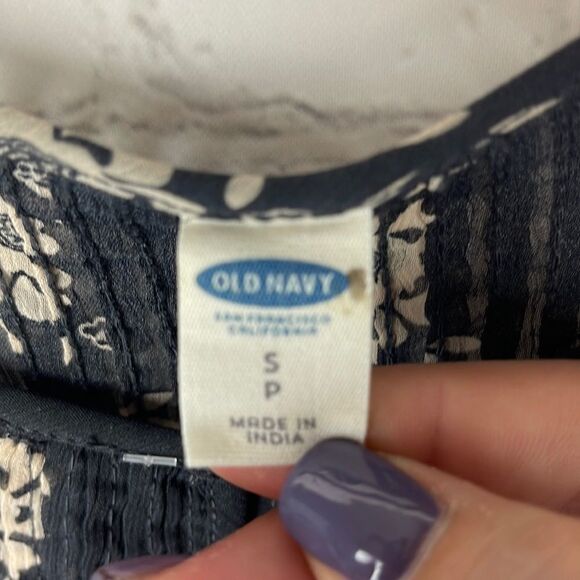 OLD NAVY
SAN FRANCISCO
CALIFORNIA
S
P
MADE IN
INDIA